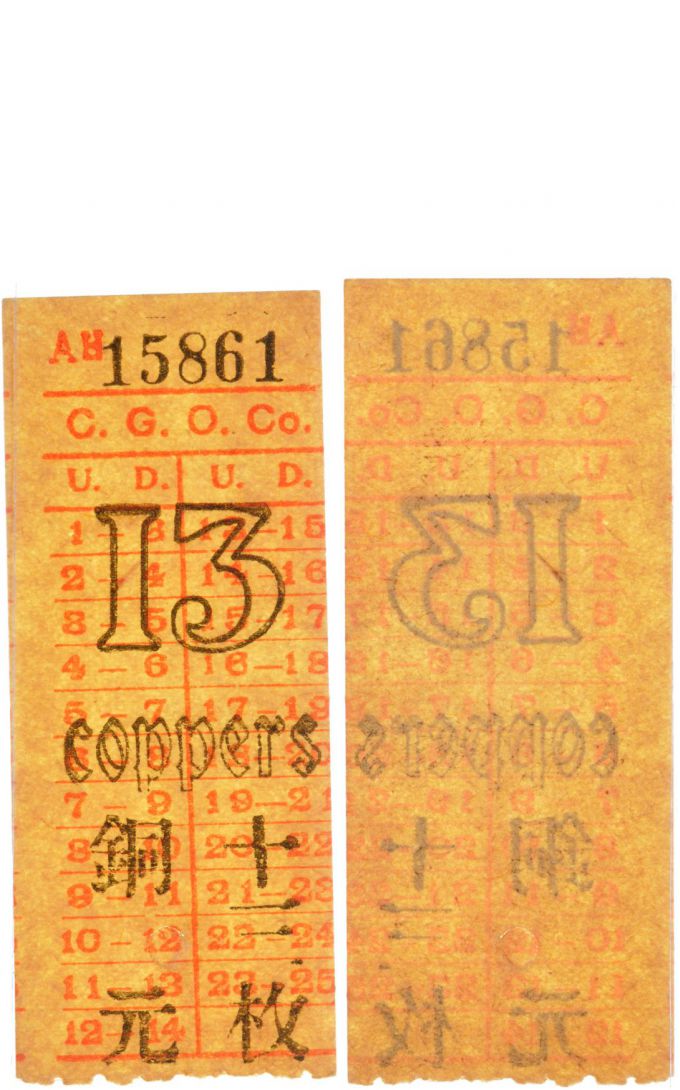 AH 15861
C. G. O. Co.
U. D. U. D.
13
1 – 3 13–15
2 – 4 14–16
3 – 5 15–17
4 – 6 16–18
5 – 7 17–19
coppers
7 – 9 19–21
8 – 10 20–22
9 – 11 21–23
10 – 12 22–24
11 – 13 23–25
12 – 14
銅元
十三枚